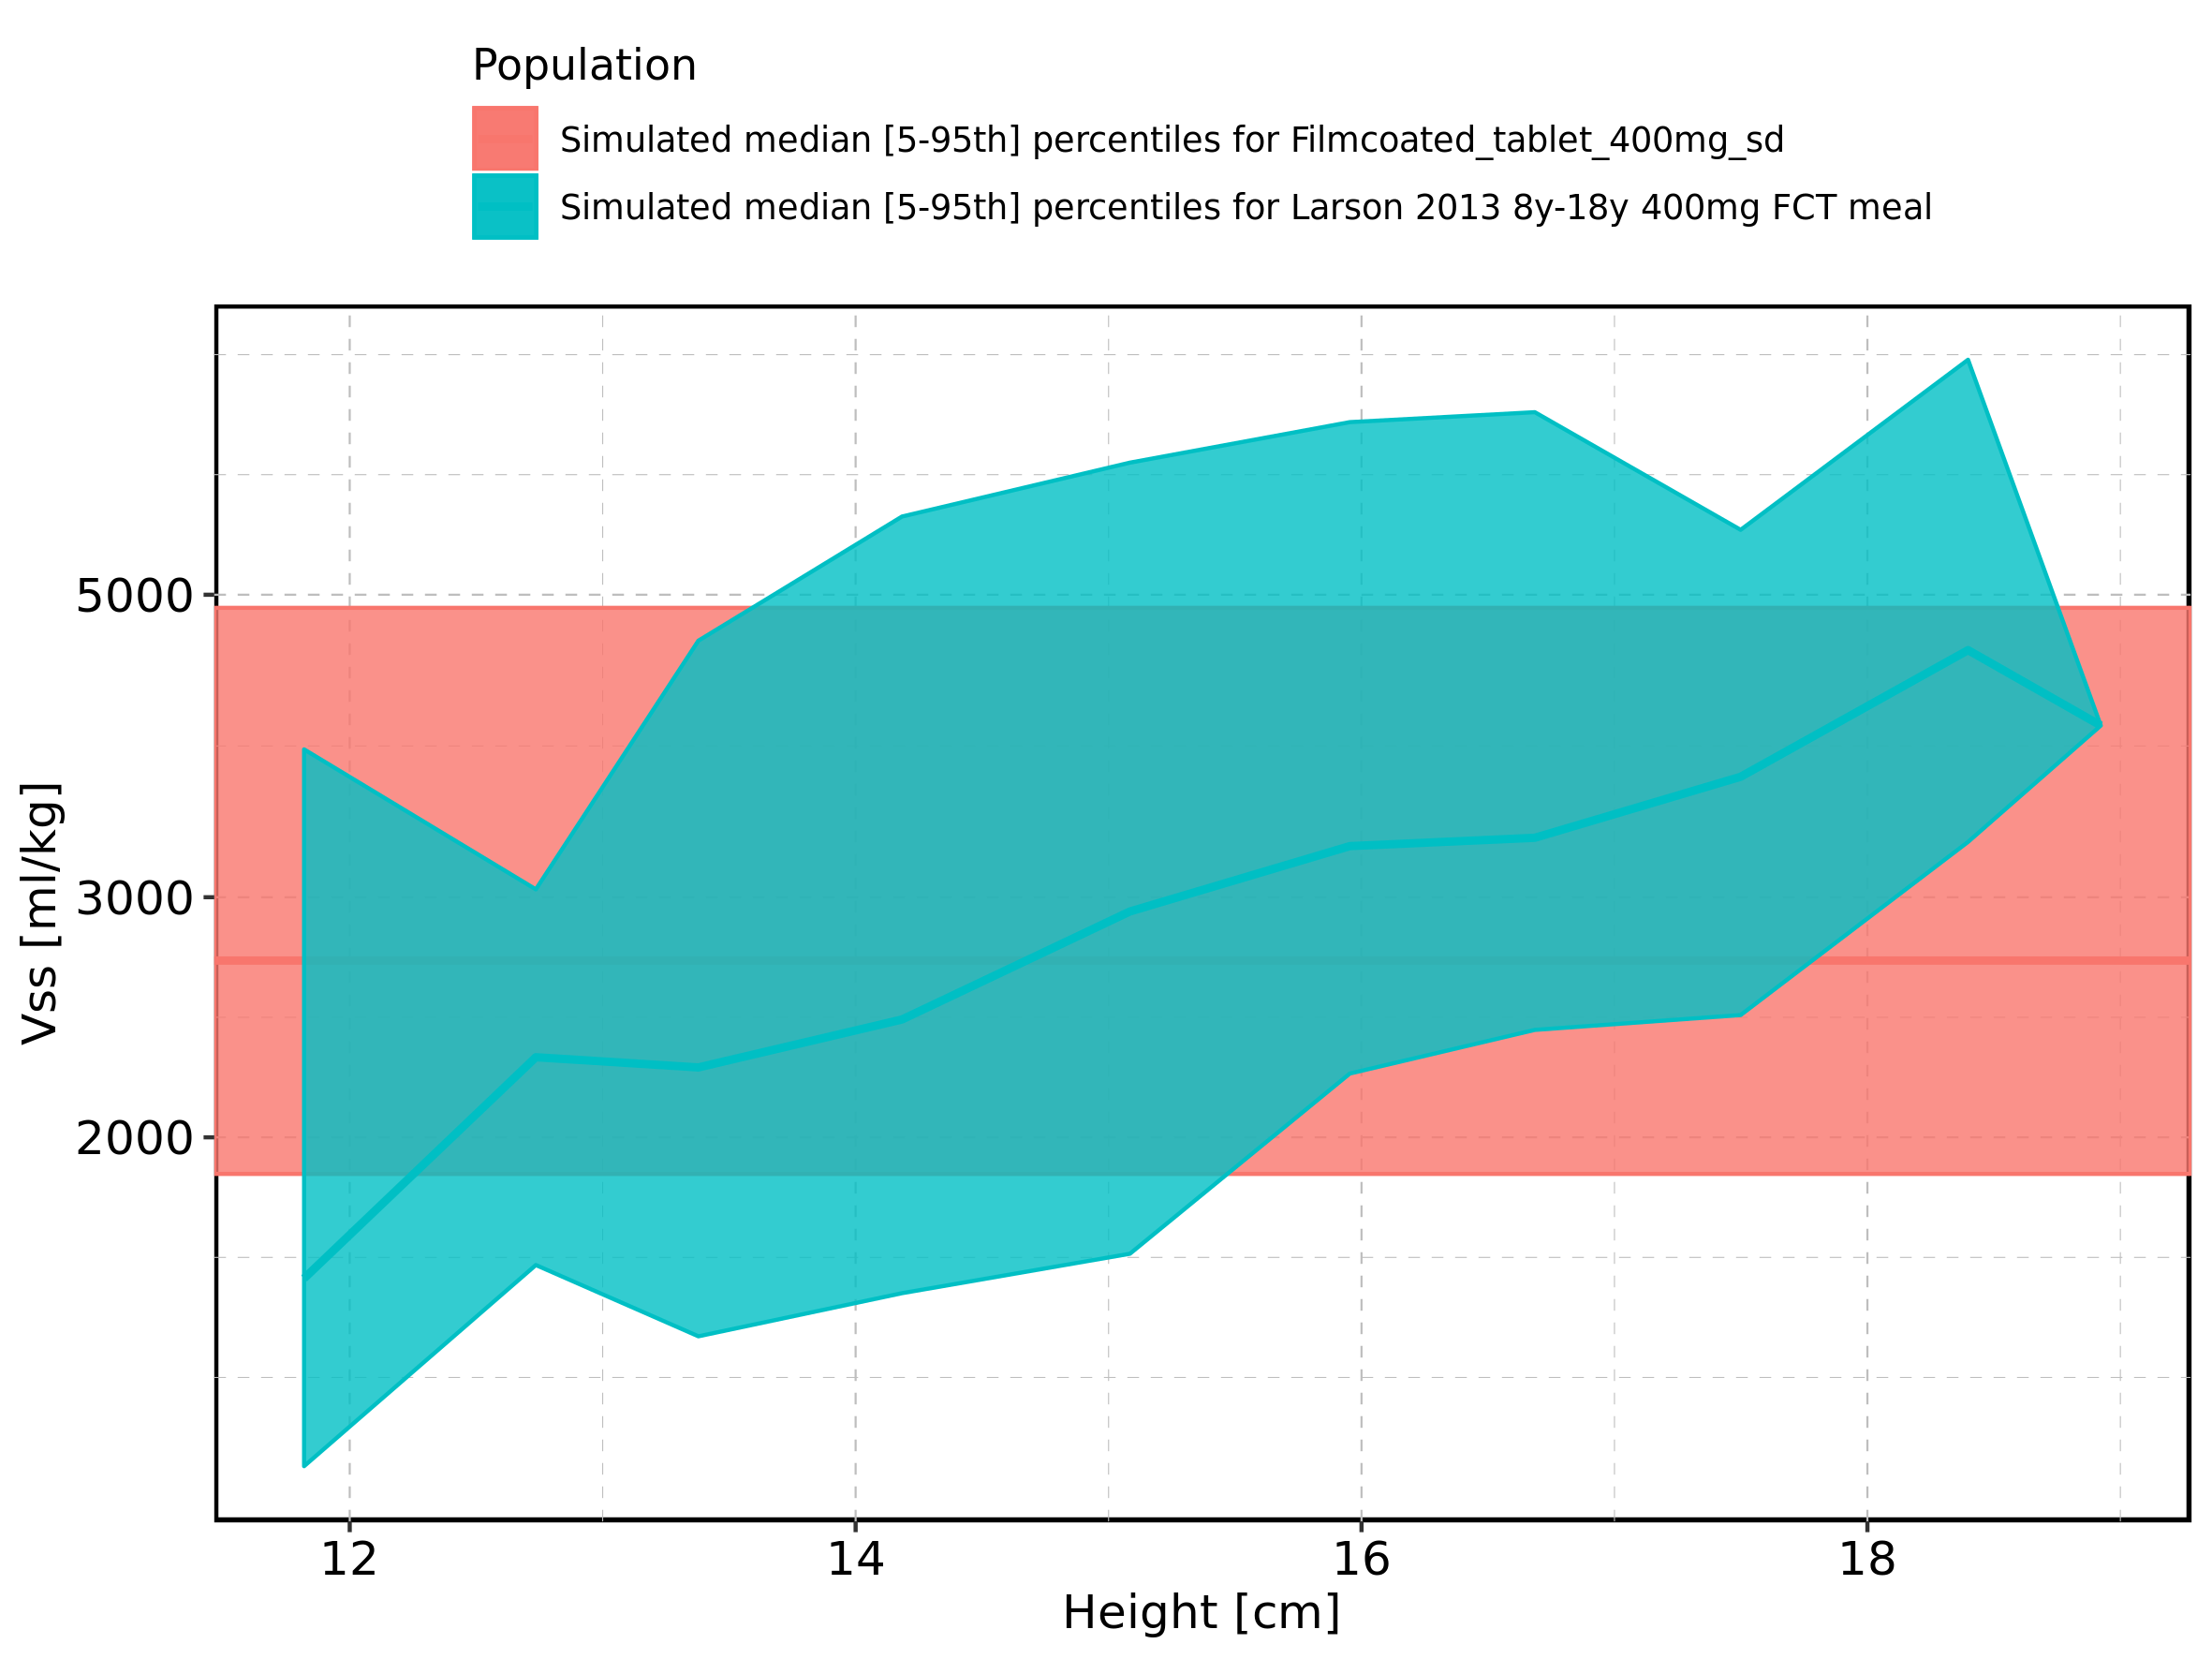 Population
Simulated median [5-95th] percentiles for Filmcoated_tablet_400mg_sd
Simulated median [5-95th] percentiles for Larson 2013 8y-18y 400mg FCT meal
Vss [ml/kg]
5000
3000
2000
12 14 16 18
Height [cm]